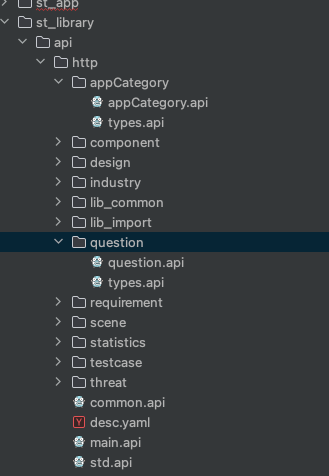 st_app
st_library
api
http
appCategory
appCategory.api
types.api
component
design
industry
lib_common
lib_import
question
question.api
types.api
requirement
scene
statistics
testcase
threat
common.api
Y desc.yaml
main.api
std.api